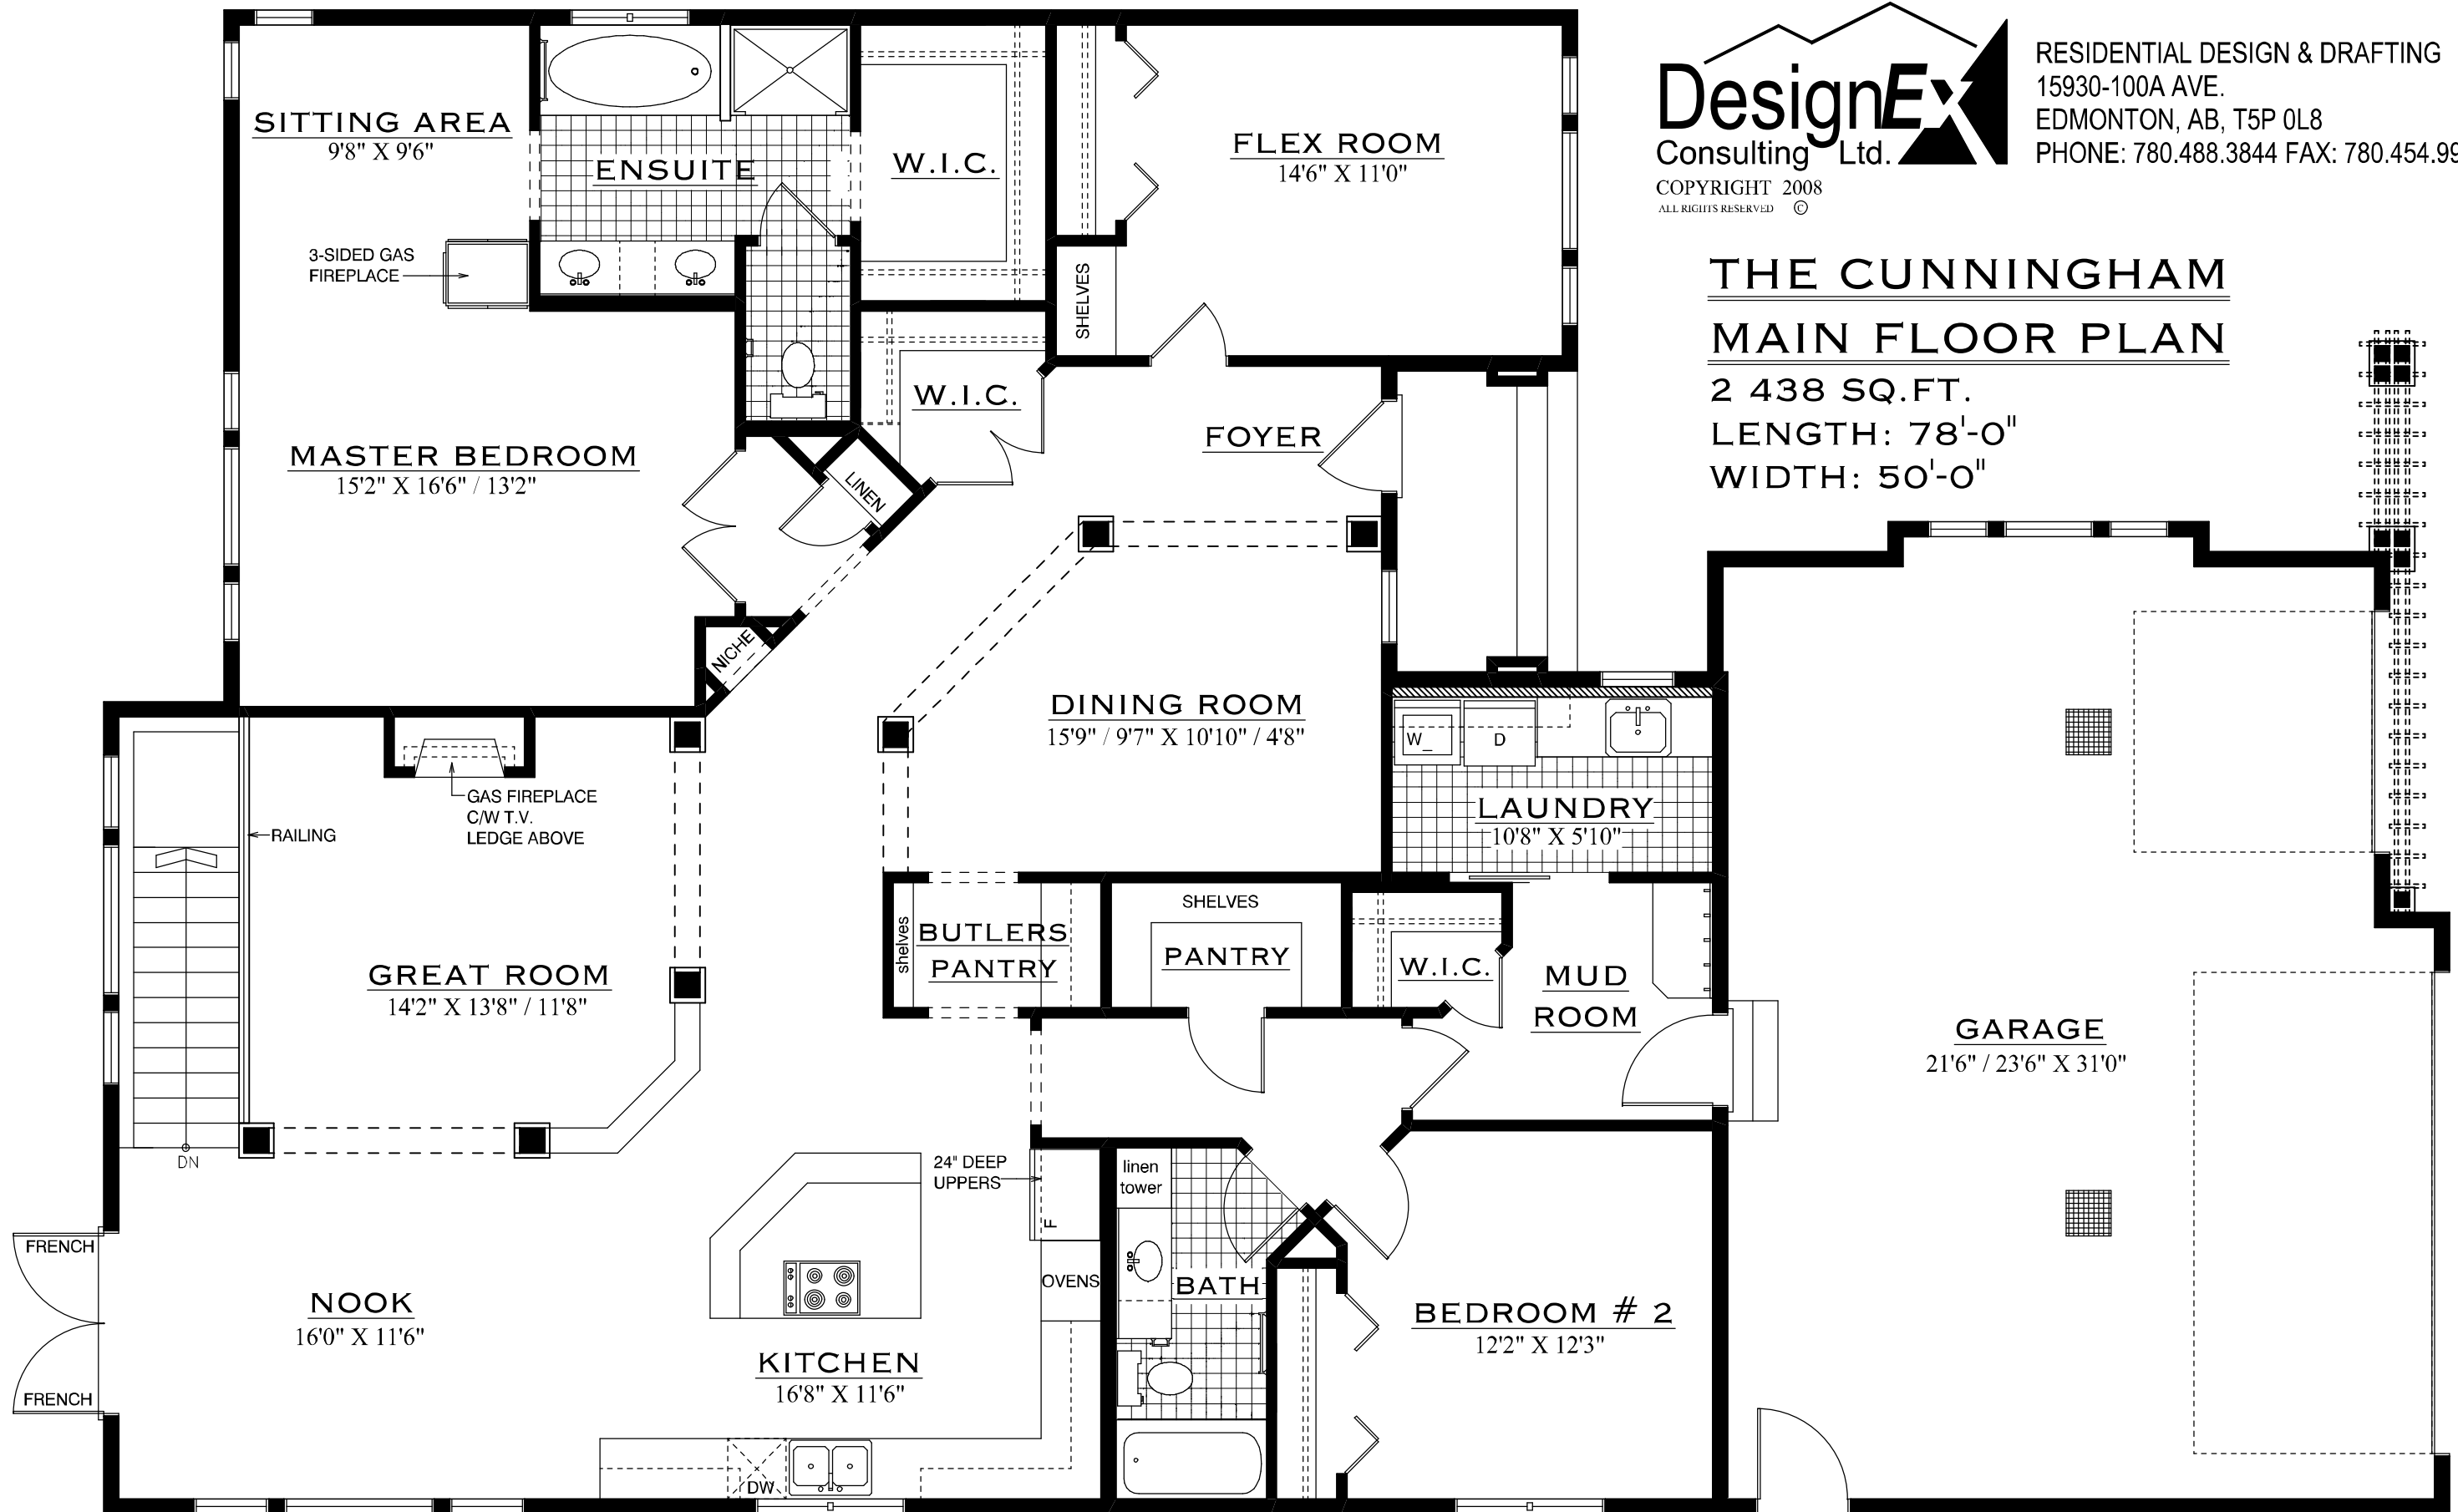 DesignEx
Consulting Ltd.
COPYRIGHT 2008
ALL RIGHTS RESERVED ©
RESIDENTIAL DESIGN & DRAFTING
15930-100A AVE.
EDMONTON, AB, T5P 0L8
PHONE: 780.488.3844 FAX: 780.454.99
THE CUNNINGHAM
MAIN FLOOR PLAN
2 438 SQ.FT.
LENGTH: 78'-0"
WIDTH: 50'-0"
SITTING AREA
9'8" X 9'6"
ENSUITE
W.I.C.
FLEX ROOM
14'6" X 11'0"
3-SIDED GAS
FIREPLACE
SHELVES
W.I.C.
FOYER
MASTER BEDROOM
15'2" X 16'6" / 13'2"
LINEN
NICHE
DINING ROOM
15'9" / 9'7" X 10'10" / 4'8"
W
D
LAUNDRY
10'8" X 5'10"
GAS FIREPLACE
C/W T.V.
LEDGE ABOVE
RAILING
SHELVES
shelves
BUTLERS
PANTRY
PANTRY
W.I.C.
MUD
ROOM
GREAT ROOM
14'2" X 13'8" / 11'8"
GARAGE
21'6" / 23'6" X 31'0"
DN
24" DEEP
UPPERS
linen
tower
F
FRENCH
OVENS
BATH
NOOK
16'0" X 11'6"
BEDROOM # 2
12'2" X 12'3"
KITCHEN
16'8" X 11'6"
FRENCH
DW